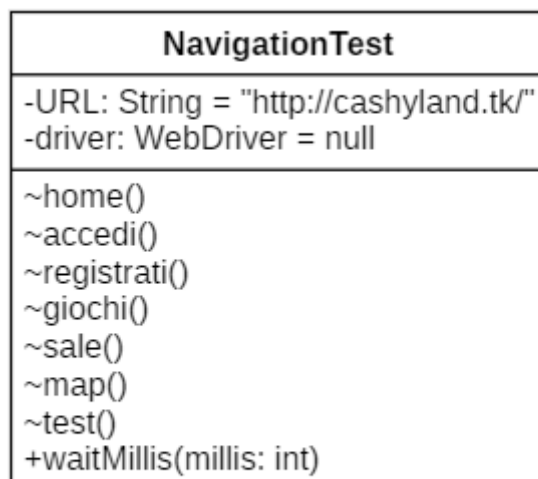 NavigationTest
-URL: String = "http://cashyland.tk/"
-driver: WebDriver = null
~home()
~accedi()
~registrati()
~giochi()
~sale()
~map()
~test()
+waitMillis(millis: int)